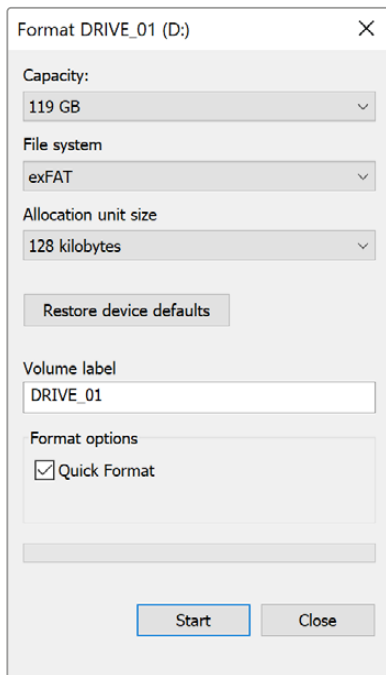 Format DRIVE_01 (D:)
Capacity:
119 GB
File system
exFAT
Allocation unit size
128 kilobytes
Restore device defaults
Volume label
DRIVE_01
Format options
Quick Format
Start Close